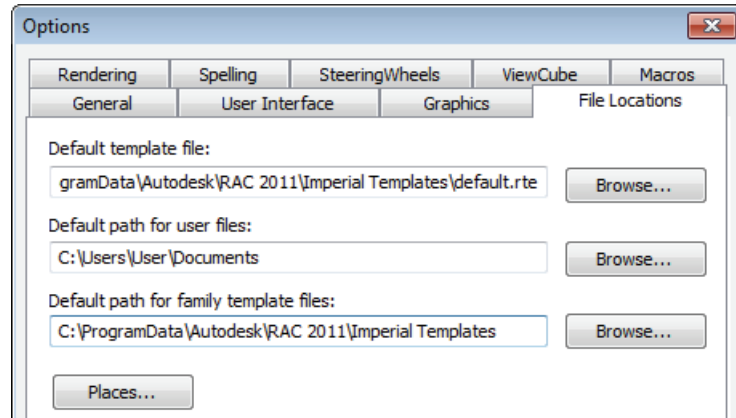 Options
Rendering Spelling SteeringWheels ViewCube Macros
General User Interface Graphics File Locations
Default template file:
gramData\Autodesk\RAC 2011\Imperial Templates\default.rte Browse...
Default path for user files:
C:\Users\User\Documents Browse...
Default path for family template files:
C:\ProgramData\Autodesk\RAC 2011\Imperial Templates Browse...
Places...